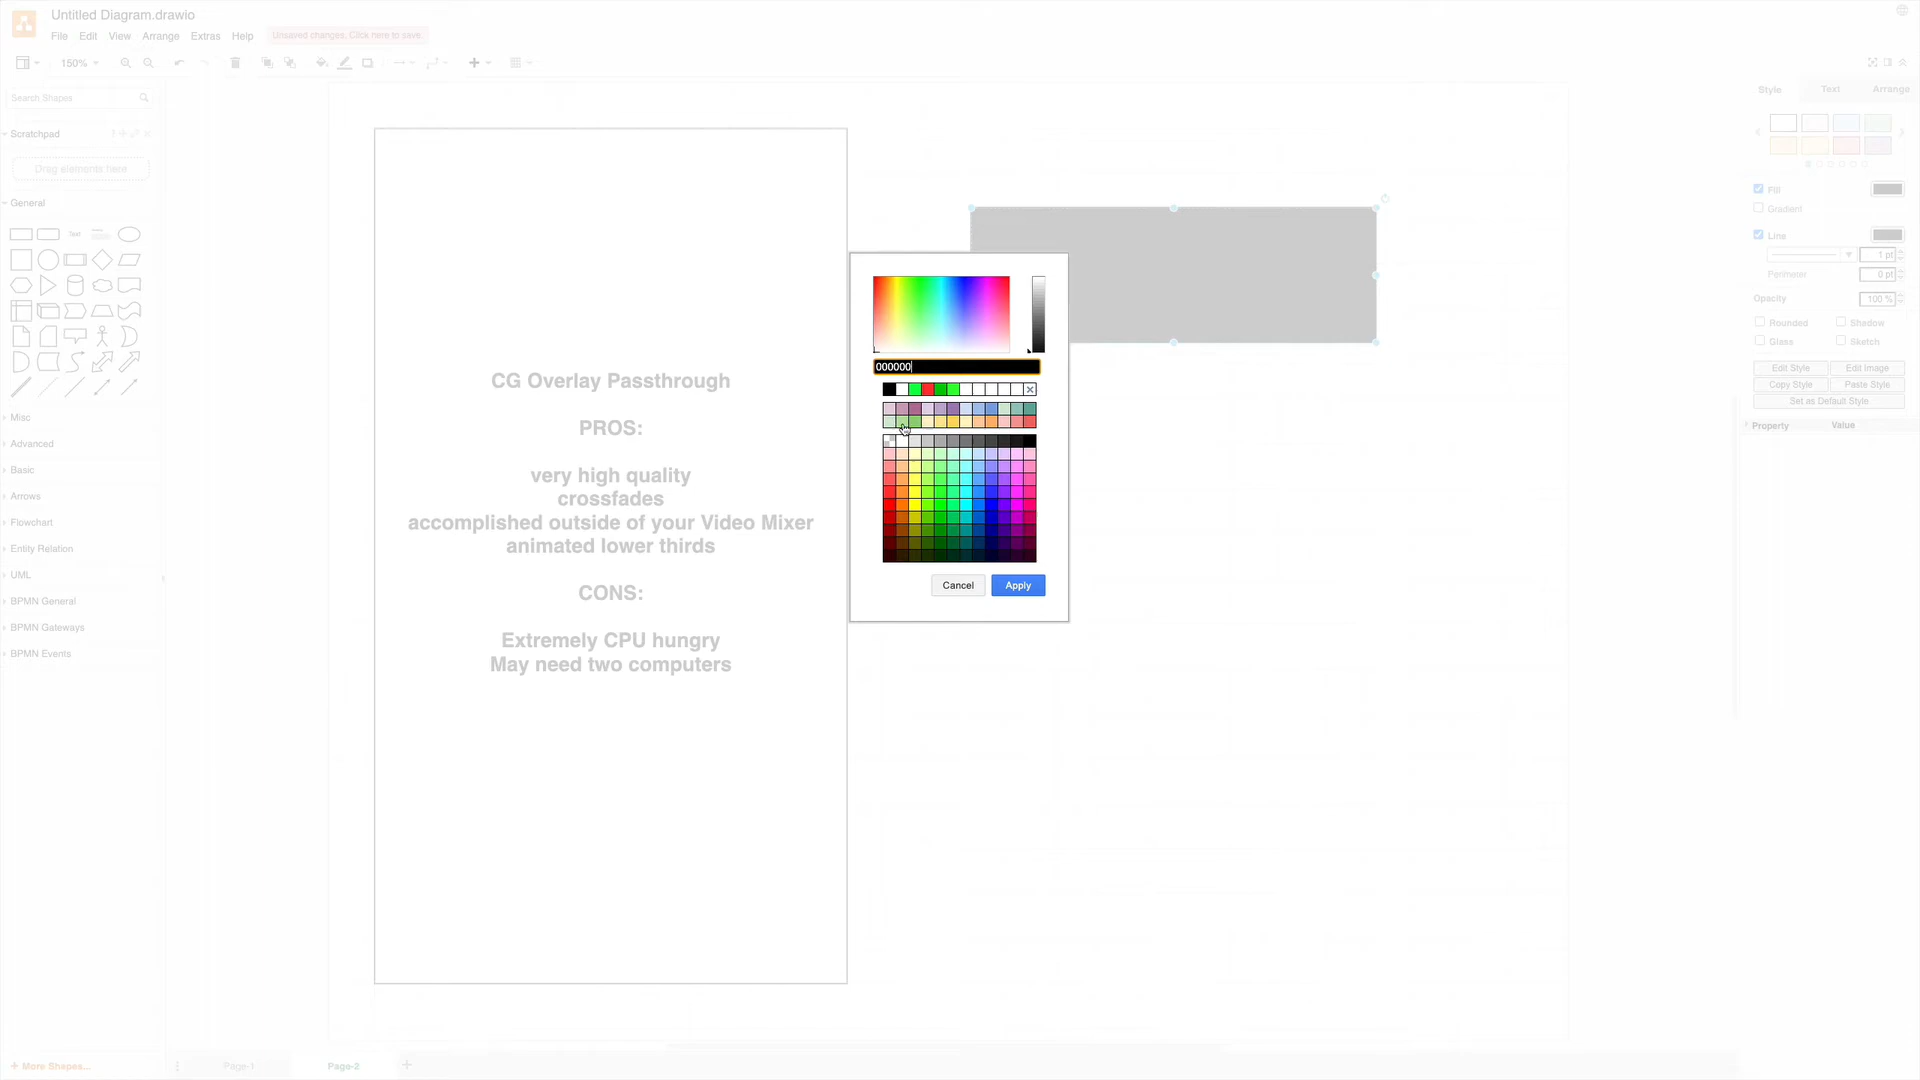 Untitled Diagram.drawio
File Edit View Arrange Extras Help
Unsaved changes. Click here to save.
150%
Search Shapes
Scratchpad
Drag elements here
General
Text
Misc
Advanced
Basic
Arrows
Flowchart
Entity Relation
UML
BPMN General
BPMN Gateways
BPMN Events
+ More Shapes...
CG Overlay Passthrough
PROS:
very high quality
crossfades
accomplished outside of your Video Mixer
animated lower thirds
CONS:
Extremely CPU hungry
May need two computers
000000
Cancel Apply
Style Text Arrange
Fill
Gradient
Line
1 pt
Perimeter 0 pt
Opacity 100 %
Rounded Shadow
Glass Sketch
Edit Style Edit Image
Copy Style Paste Style
Set as Default Style
Property Value
Page-1 Page-2